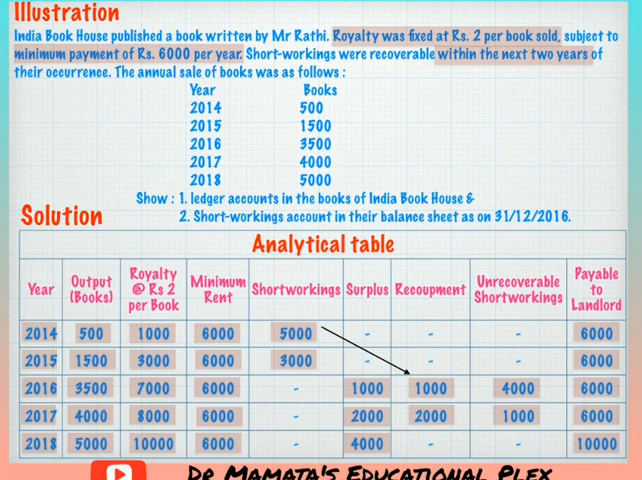 Illustration
India Book House published a book written by Mr Rathi. Royalty was fixed at Rs. 2 per book sold, subject to
minimum payment of Rs. 6000 per year. Short-workings were recoverable within the next two years of
their occurrence. The annual sale of books was as follows :
Year Books
2014 500
2015 1500
2016 3500
2017 4000
2018 5000
Show : 1. ledger accounts in the books of India Book House &
Solution 2. Short-workings account in their balance sheet as on 31/12/2016.
Analytical table
Year Output (Books) Royalty @ Rs 2 per Book Minimum Rent Shortworkings Surplus Recoupment Unrecoverable Shortworkings Payable to Landlord
2014 500 1000 6000 5000 - - - 6000
2015 1500 3000 6000 3000 - - - 6000
2016 3500 7000 6000 - 1000 1000 4000 6000
2017 4000 8000 6000 - 2000 2000 1000 6000
2018 5000 10000 6000 - 4000 - - 10000
Dr Mamata's Educational Plex